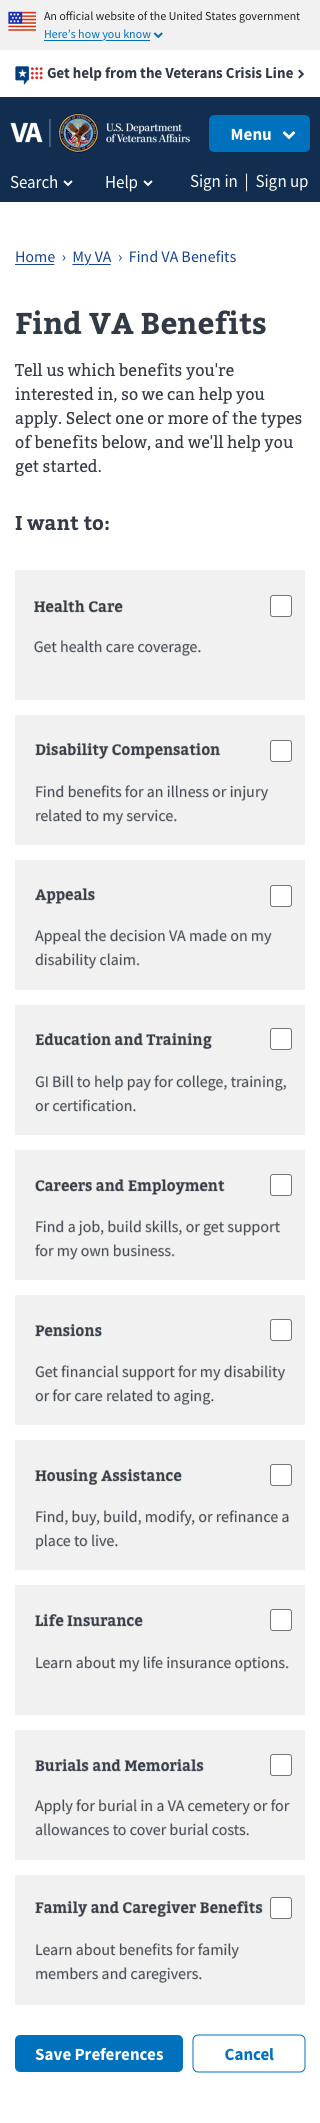 An official website of the United States government
Here's how you know
Get help from the Veterans Crisis Line
VA
U.S. Department
of Veterans Affairs
Menu
Search
Help
Sign in | Sign up
Home › My VA › Find VA Benefits
Find VA Benefits
Tell us which benefits you're
interested in, so we can help you
apply. Select one or more of the types
of benefits below, and we'll help you
get started.
I want to:
Health Care
Get health care coverage.
Disability Compensation
Find benefits for an illness or injury
related to my service.
Appeals
Appeal the decision VA made on my
disability claim.
Education and Training
GI Bill to help pay for college, training,
or certification.
Careers and Employment
Find a job, build skills, or get support
for my own business.
Pensions
Get financial support for my disability
or for care related to aging.
Housing Assistance
Find, buy, build, modify, or refinance a
place to live.
Life Insurance
Learn about my life insurance options.
Burials and Memorials
Apply for burial in a VA cemetery or for
allowances to cover burial costs.
Family and Caregiver Benefits
Learn about benefits for family
members and caregivers.
Save Preferences
Cancel